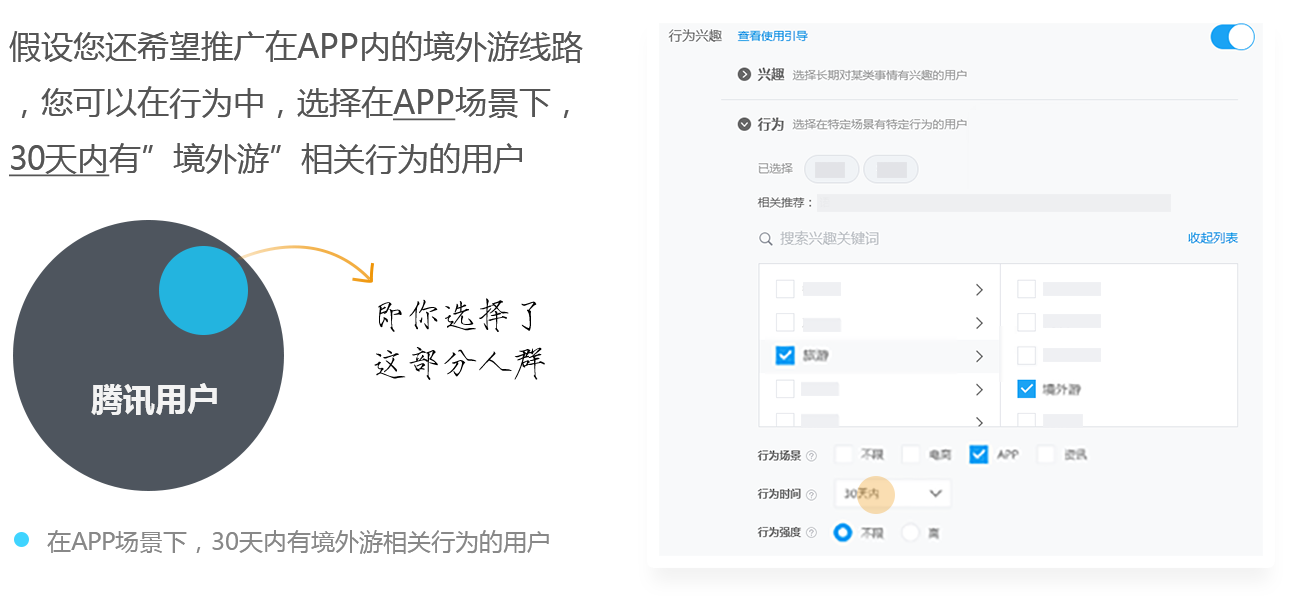 假设您还希望推广在APP内的境外游线路
，您可以在行为中，选择在APP场景下，
30天内有”境外游”相关行为的用户
即你选择了
这部分人群
腾讯用户
在APP场景下，30天内有境外游相关行为的用户
行为兴趣 查看使用引导
兴趣 选择长期对某类事情有兴趣的用户
行为 选择在特定场景有特定行为的用户
已选择
相关推荐：
搜索兴趣关键词 收起列表
旅游
境外游
行为场景 ? 不限 电商 APP 资讯
行为时间 ? 30天内
行为强度 ? 不限 高